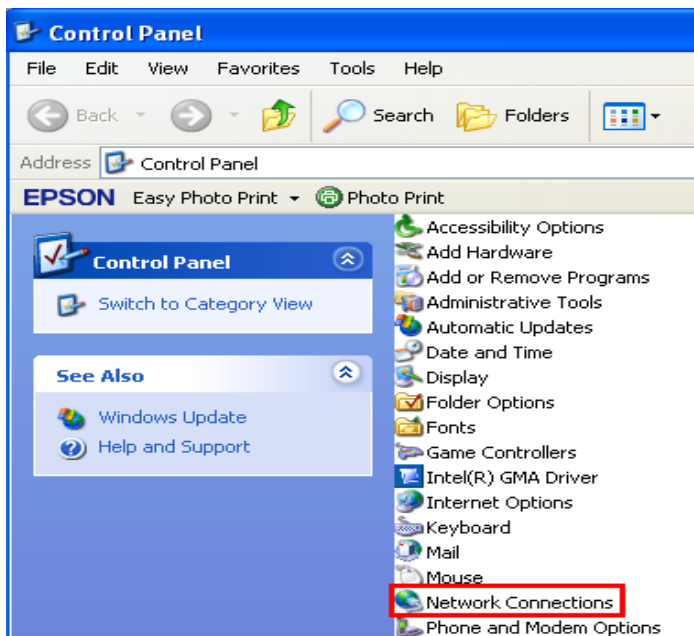 Control Panel
File Edit View Favorites Tools Help
Back Search Folders
Address Control Panel
EPSON Easy Photo Print Photo Print
Control Panel
Switch to Category View
See Also
Windows Update
Help and Support
Accessibility Options
Add Hardware
Add or Remove Programs
Administrative Tools
Automatic Updates
Date and Time
Display
Folder Options
Fonts
Game Controllers
Intel(R) GMA Driver
Internet Options
Keyboard
Mail
Mouse
Network Connections
Phone and Modem Options